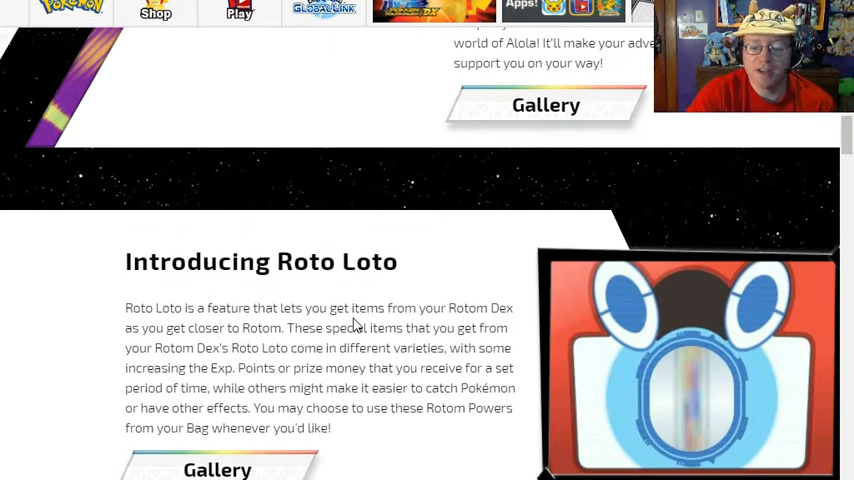 POKÉMON
Shop
Play
GLOBAL LINK
Apps!
world of Alola! It'll make your adve
support you on your way!
Gallery
Introducing Roto Loto
Roto Loto is a feature that lets you get items from your Rotom Dex
as you get closer to Rotom. These special items that you get from
your Rotom Dex's Roto Loto come in different varieties, with some
increasing the Exp. Points or prize money that you receive for a set
period of time, while others might make it easier to catch Pokémon
or have other effects. You may choose to use these Rotom Powers
from your Bag whenever you'd like!
Gallery